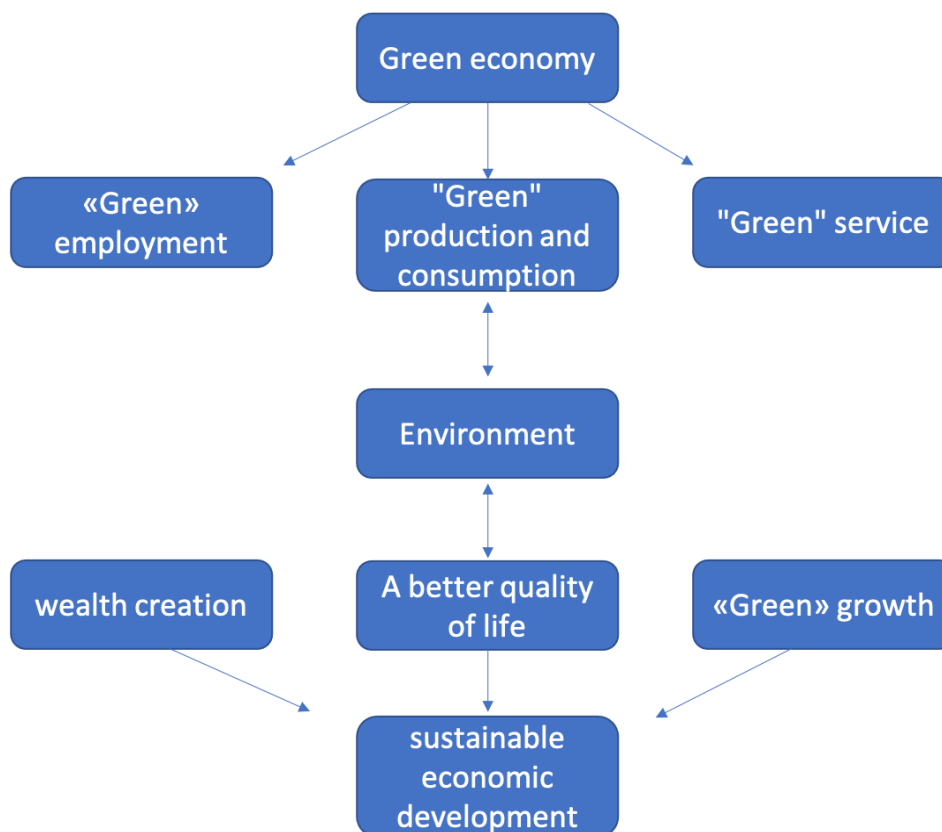 Green economy
«Green»
employment
"Green"
production and
consumption
"Green" service
Environment
wealth creation
A better quality
of life
«Green» growth
sustainable
economic
development